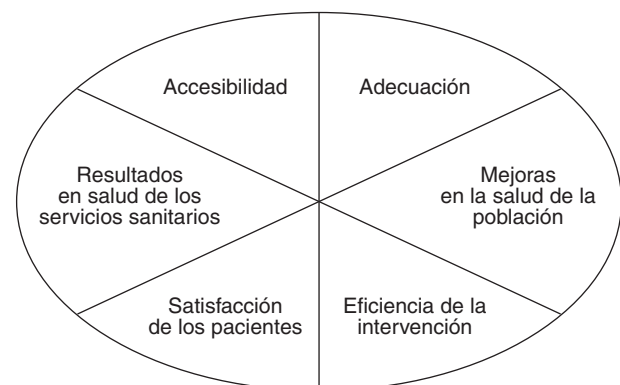 Accesibilidad
Adecuación
Resultados
en salud de los
servicios sanitarios
Mejoras
en la salud de la
población
Satisfacción
de los pacientes
Eficiencia de la
intervención